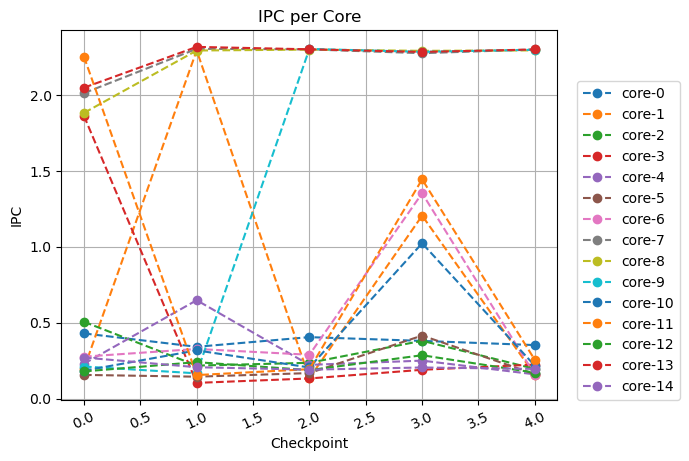 IPC per Core
IPC
2.0
1.5
1.0
0.5
0.0
0.0 0.5 1.0 1.5 2.0 2.5 3.0 3.5 4.0
Checkpoint
core-0
core-1
core-2
core-3
core-4
core-5
core-6
core-7
core-8
core-9
core-10
core-11
core-12
core-13
core-14